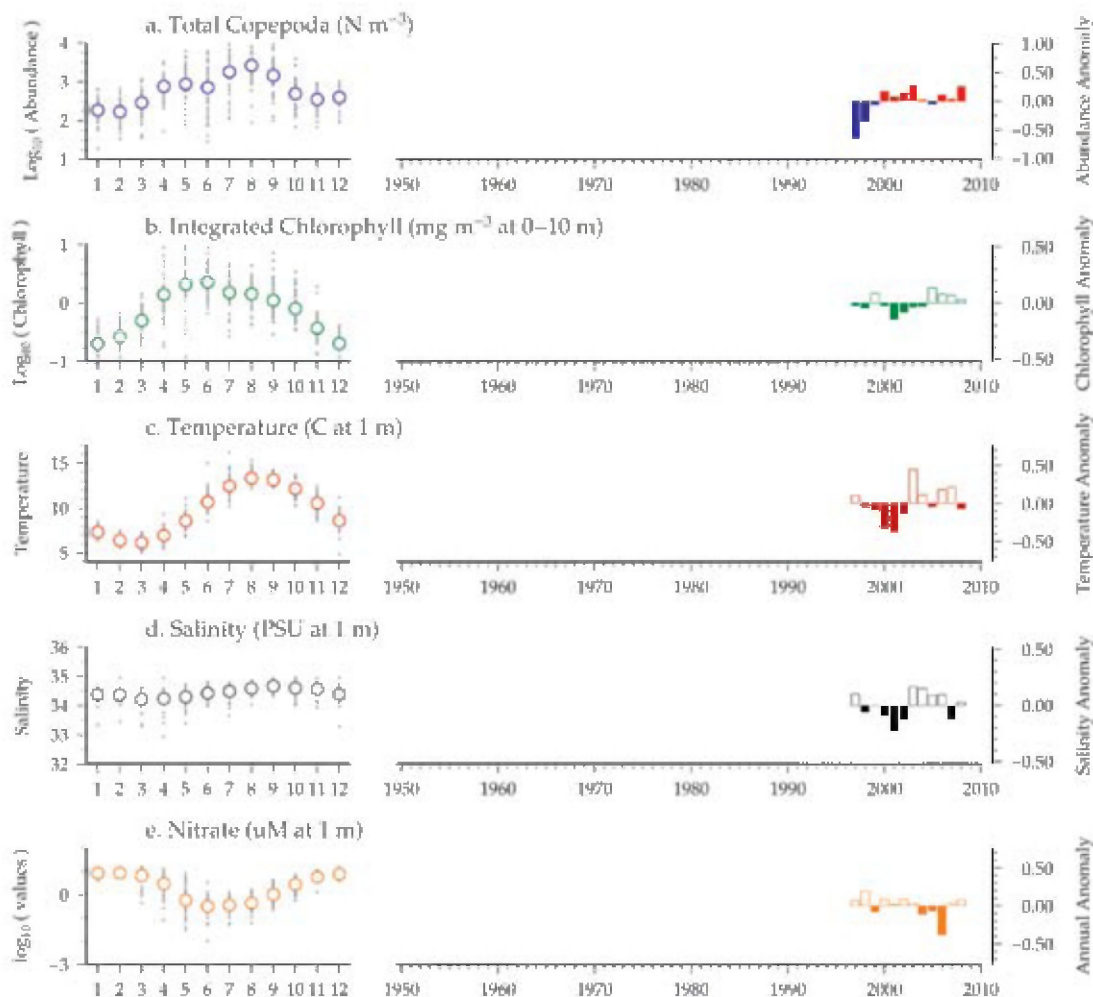 a. Total Copepoda (N m⁻³)
Log₁₀ ( Abundance )
4
3
2
1
1 2 3 4 5 6 7 8 9 10 11 12
1950 1960 1970 1980 1990 2000 2010
1.00
0.50
0.00
−0.50
−1.00
Abundance Anomaly
b. Integrated Chlorophyll (mg m⁻³ at 0–10 m)
Log₁₀ ( Chlorophyll )
1
0
−1
1 2 3 4 5 6 7 8 9 10 11 12
1950 1960 1970 1980 1990 2000 2010
0.50
0.00
−0.50
Chlorophyll Anomaly
c. Temperature (C at 1 m)
Temperature
15
10
5
1 2 3 4 5 6 7 8 9 10 11 12
1950 1960 1970 1980 1990 2000 2010
0.50
0.00
−0.50
Temperature Anomaly
d. Salinity (PSU at 1 m)
Salinity
36
35
34
33
32
1 2 3 4 5 6 7 8 9 10 11 12
1950 1960 1970 1980 1990 2000 2010
0.50
0.00
−0.50
Salinity Anomaly
e. Nitrate (uM at 1 m)
log₁₀ ( values )
0
−3
1 2 3 4 5 6 7 8 9 10 11 12
1950 1960 1970 1980 1990 2000 2010
0.50
0.00
−0.50
Annual Anomaly